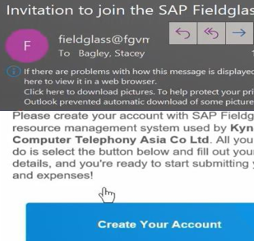 Invitation to join the SAP Fieldglas
F
fieldglass@fgvn
To Bagley, Stacey
If there are problems with how this message is displayed
here to view it in a web browser.
Click here to download pictures. To help protect your pri
Outlook prevented automatic download of some picture
Please create your account with SAP Fieldg
resource management system used by Kyn
Computer Telephony Asia Co Ltd. All you
do is select the button below and fill out your
details, and you're ready to start submitting y
and expenses!
Create Your Account